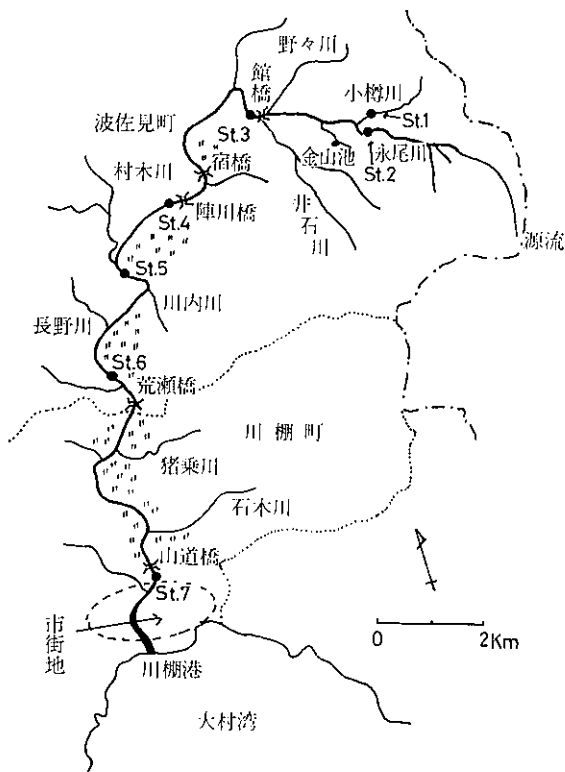 野々川
館橋
小樽川
St.1
波佐見町
St.3
金山池
永尾川
St.2
村木川
宿橋
陣川橋
井石川
源流
St.4
St.5
川内川
長野川
St.6
荒瀬橋
川棚町
猪乗川
石木川
山道橋
St.7
市街地
0 2Km
川棚港
大村湾